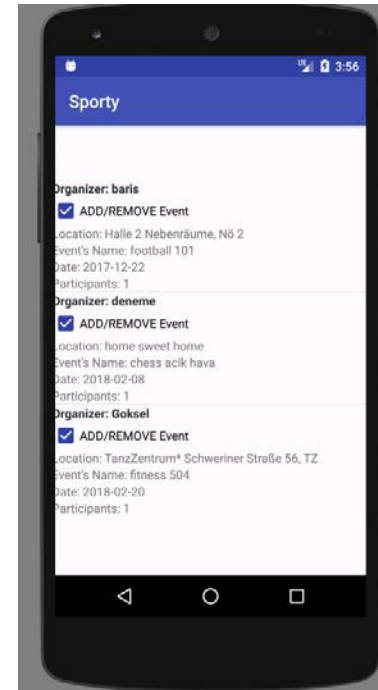 LTE 3:56
Sporty
Organizer: baris
ADD/REMOVE Event
Location: Halle 2 Nebenräume, Nö 2
Event's Name: football 101
Date: 2017-12-22
Participants: 1
Organizer: deneme
ADD/REMOVE Event
Location: home sweet home
Event's Name: chess acik hava
Date: 2018-02-08
Participants: 1
Organizer: Goksel
ADD/REMOVE Event
Location: TanzZentrum* Schweriner Straße 56, TZ
Event's Name: fitness 504
Date: 2018-02-20
Participants: 1